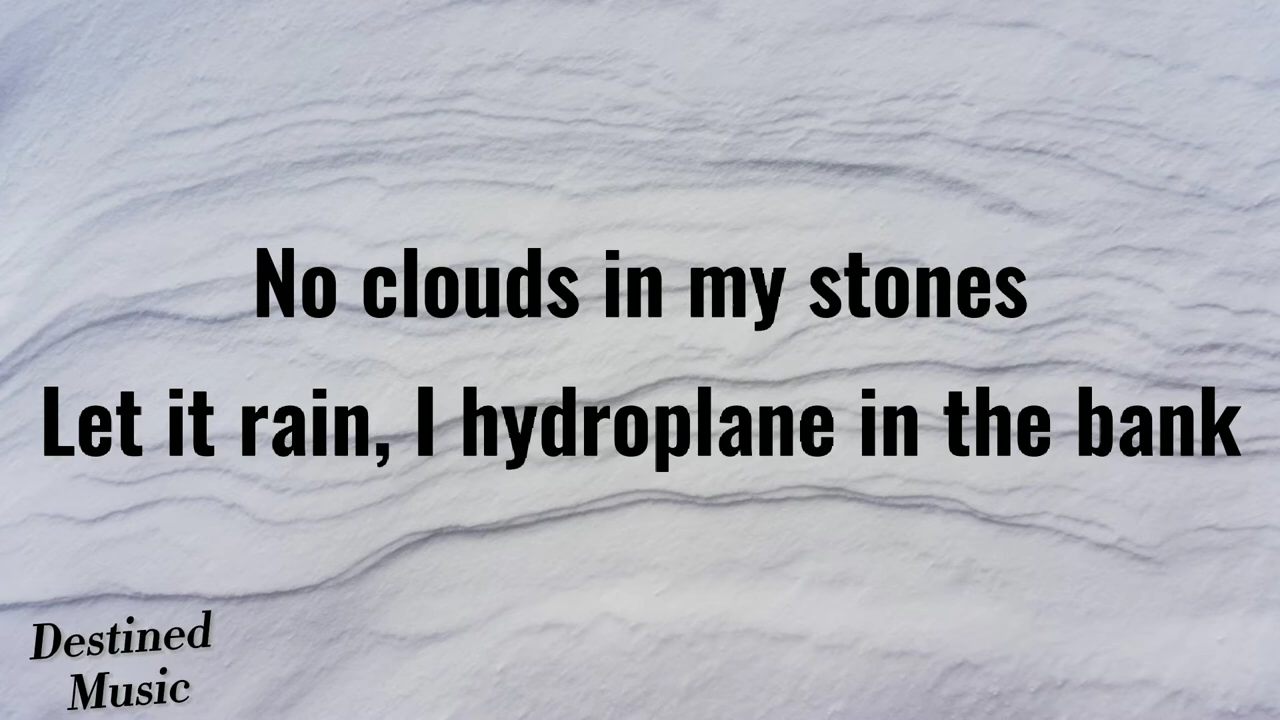 No clouds in my stones
Let it rain, I hydroplane in the bank
Destined
Music